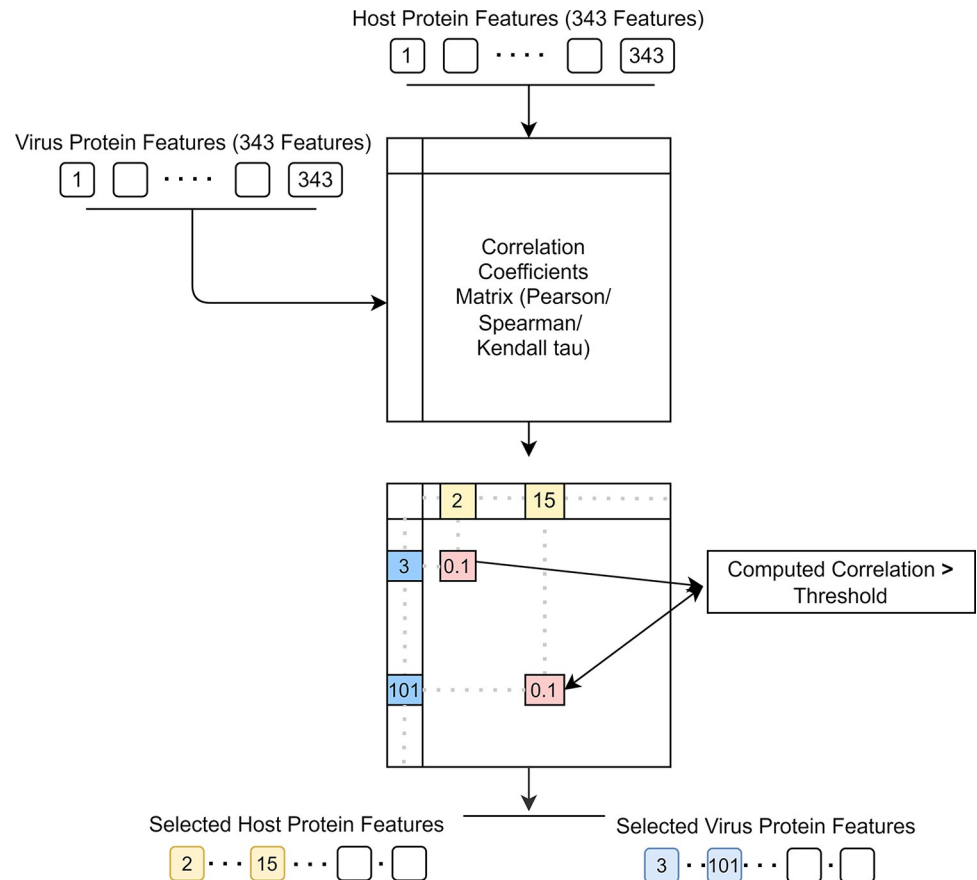 Host Protein Features (343 Features)
1 · · · · 343
Virus Protein Features (343 Features)
1 · · · · 343
Correlation
Coefficients
Matrix (Pearson/
Spearman/
Kendall tau)
2 15
3 0.1
Computed Correlation >
Threshold
101 0.1
Selected Host Protein Features
2 · · · 15 · · · ·
Selected Virus Protein Features
3 · · 101 · · · ·